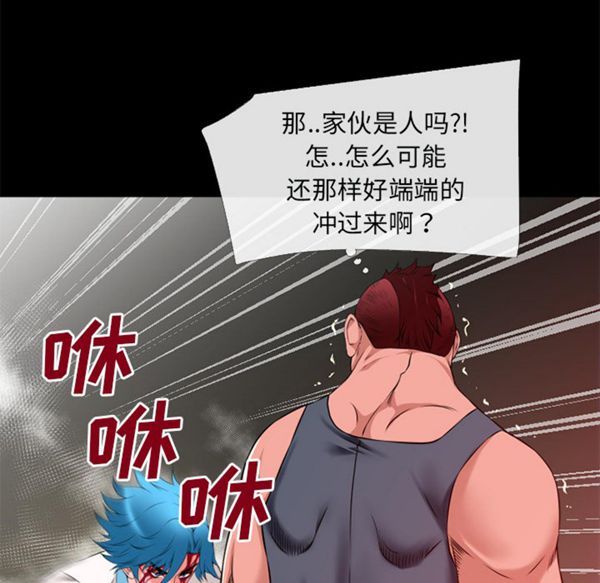 那..家伙是人吗?!
怎..怎么可能
还那样好端端的
冲过来啊？
咻
咻
咻